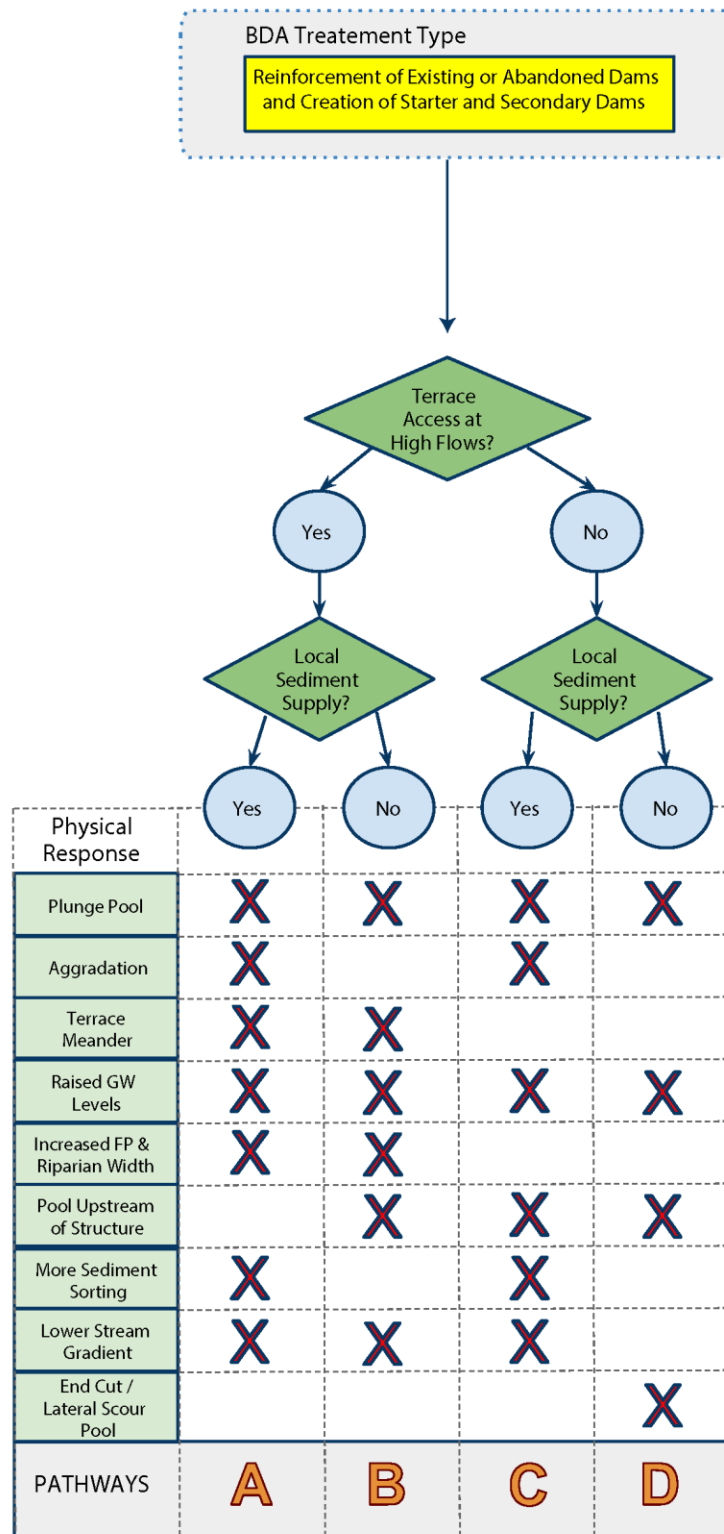 BDA Treatement Type
Reinforcement of Existing or Abandoned Dams
and Creation of Starter and Secondary Dams
Terrace
Access at
High Flows?
Yes
No
Local
Sediment
Supply?
Local
Sediment
Supply?
Yes
No
Yes
No
Physical
Response
Plunge Pool
X X X X
Aggradation
X X
Terrace
Meander
X X
Raised GW
Levels
X X X X
Increased FP &
Riparian Width
X X
Pool Upstream
of Structure
X X X
More Sediment
Sorting
X X
Lower Stream
Gradient
X X X
End Cut /
Lateral Scour
Pool
X
PATHWAYS
A B C D